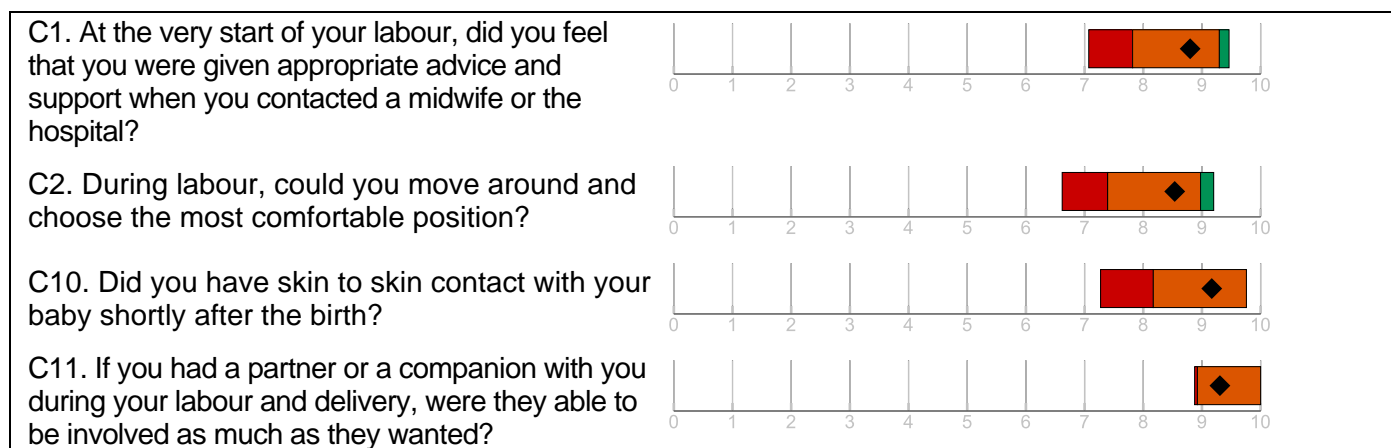 C1. At the very start of your labour, did you feel
that you were given appropriate advice and
support when you contacted a midwife or the
hospital?
0 1 2 3 4 5 6 7 8 9 10
C2. During labour, could you move around and
choose the most comfortable position?
0 1 2 3 4 5 6 7 8 9 10
C10. Did you have skin to skin contact with your
baby shortly after the birth?
0 1 2 3 4 5 6 7 8 9 10
C11. If you had a partner or a companion with you
during your labour and delivery, were they able to
be involved as much as they wanted?
0 1 2 3 4 5 6 7 8 9 10